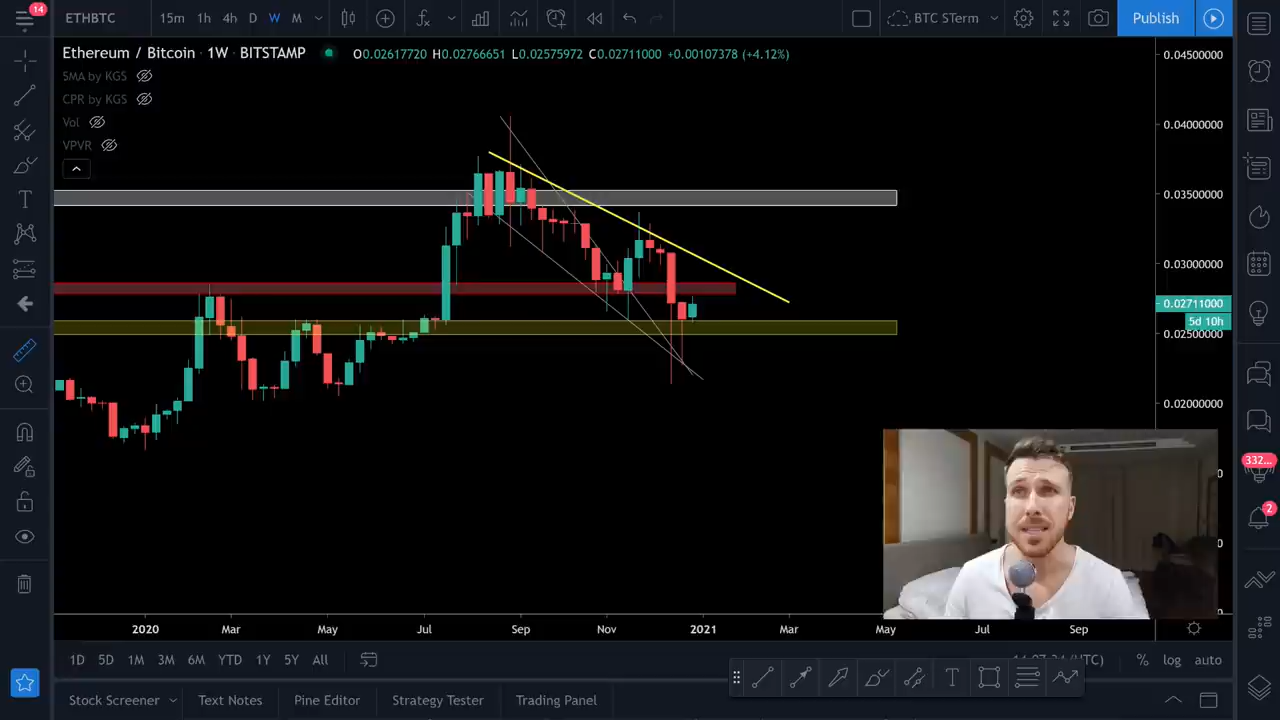 14
ETHBTC 15m 1h 4h D W M BTC STerm Publish
Ethereum / Bitcoin · 1W · BITSTAMP O0.02617720 H0.02766651 L0.02575972 C0.02711000 +0.00107378 (+4.12%)
SMA by KGS
CPR by KGS
Vol
VPVR
0.04500000
0.04000000
0.03500000
0.03000000
0.02711000
5d 10h
0.02500000
0.02000000
332...
2
2020 Mar May Jul Sep Nov 2021 Mar May Jul Sep
1D 5D 1M 3M 6M YTD 1Y 5Y All (UTC) % log auto
Stock Screener Text Notes Pine Editor Strategy Tester Trading Panel